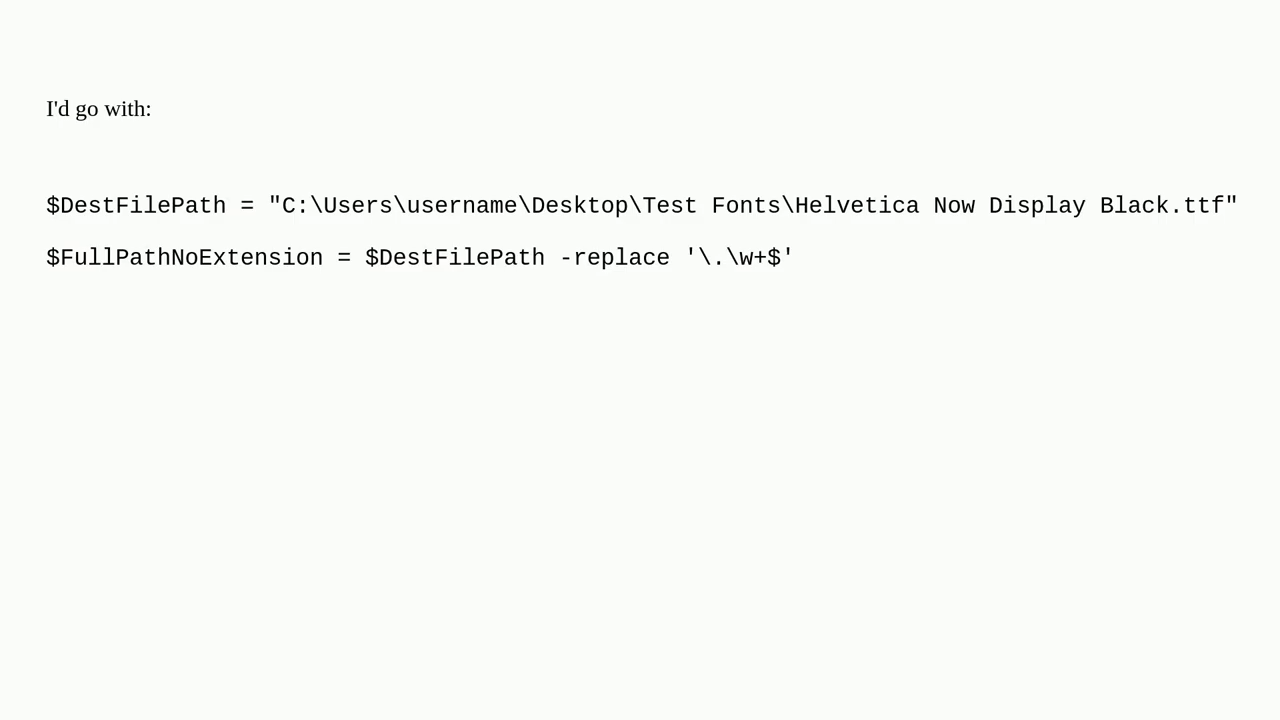 I'd go with:
$DestFilePath = "C:\Users\username\Desktop\Test Fonts\Helvetica Now Display Black.ttf"
$FullPathNoExtension = $DestFilePath -replace '\.\w+$'